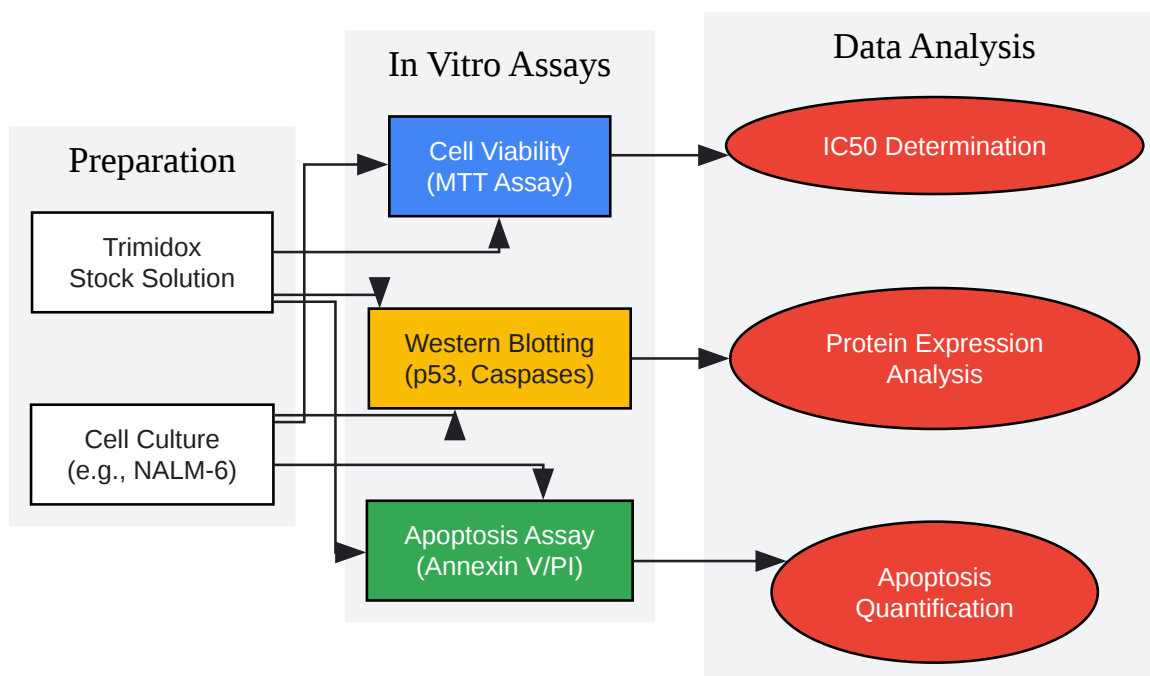 Preparation
Trimidox
Stock Solution
Cell Culture
(e.g., NALM-6)
In Vitro Assays
Cell Viability
(MTT Assay)
Western Blotting
(p53, Caspases)
Apoptosis Assay
(Annexin V/PI)
Data Analysis
IC50 Determination
Protein Expression
Analysis
Apoptosis
Quantification